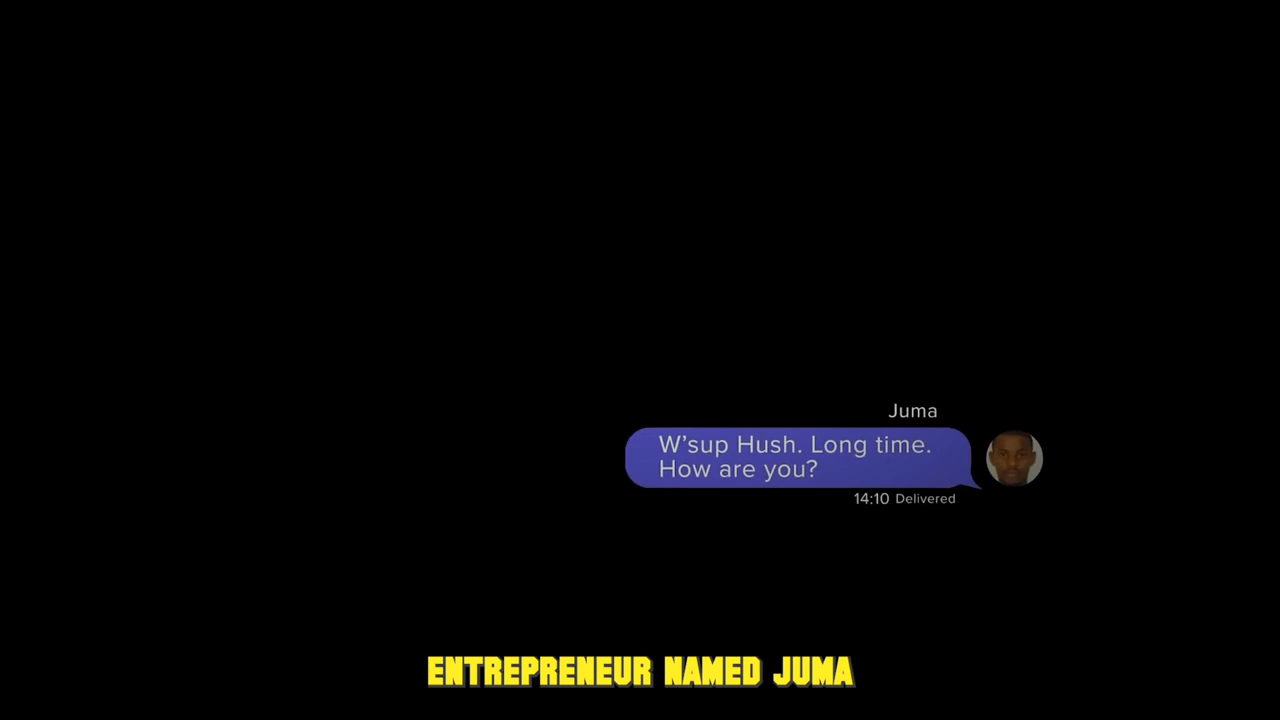 Juma
W’sup Hush. Long time.
How are you?
14:10 Delivered
ENTREPRENEUR NAMED JUMA